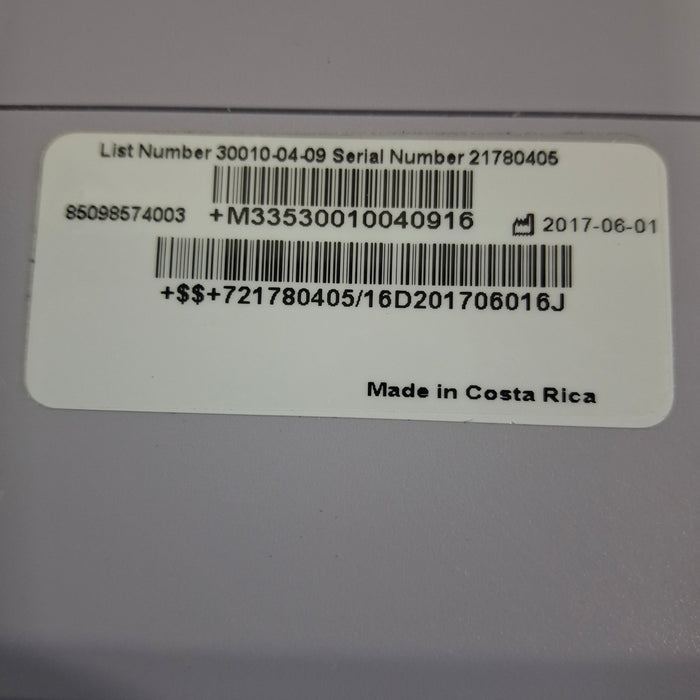 List Number 30010-04-09 Serial Number 21780405
85098574003 +M33530010040916 2017-06-01
+$$+721780405/16D201706016J
Made in Costa Rica